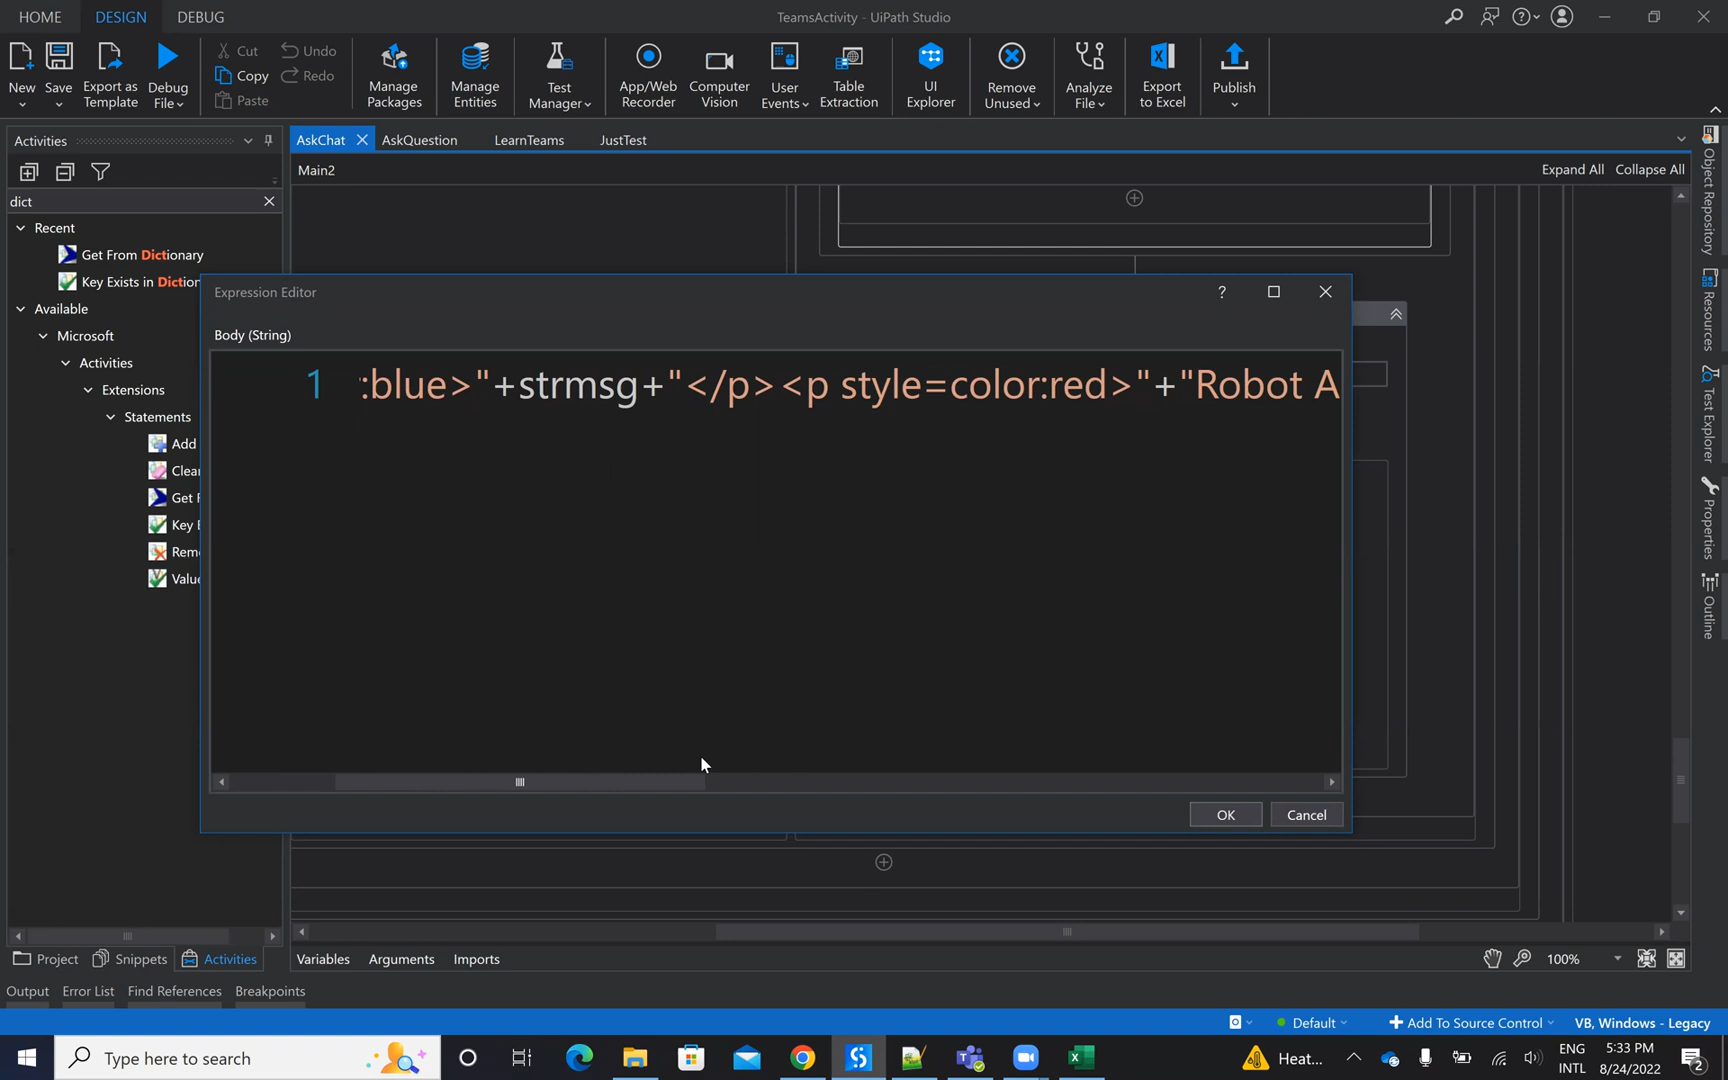 HOME DESIGN DEBUG TeamsActivity - UiPath Studio
Cut Undo
Copy Redo
Paste
New Save Export as Template Debug File Manage Packages Manage Entities Test Manager App/Web Recorder Computer Vision User Events Table Extraction UI Explorer Remove Unused Analyze File Export to Excel Publish
Activities AskChat AskQuestion LearnTeams JustTest
Main2 Expand All Collapse All
dict
Recent
Get From Dictionary
Key Exists in Diction
Available
Microsoft
Activities
Extensions
Statements
Add
Clea
Get F
Key E
Remo
Value
Expression Editor
Body (String)
1 :blue>"+strmsg+"</p><p style=color:red>"+"Robot A
OK Cancel
Object Repository
Resources
Test Explorer
Properties
Outline
Project Snippets Activities Variables Arguments Imports 100%
Output Error List Find References Breakpoints
Default Add To Source Control VB, Windows - Legacy
Type here to search Heat... ENG INTL 5:33 PM 8/24/2022 2